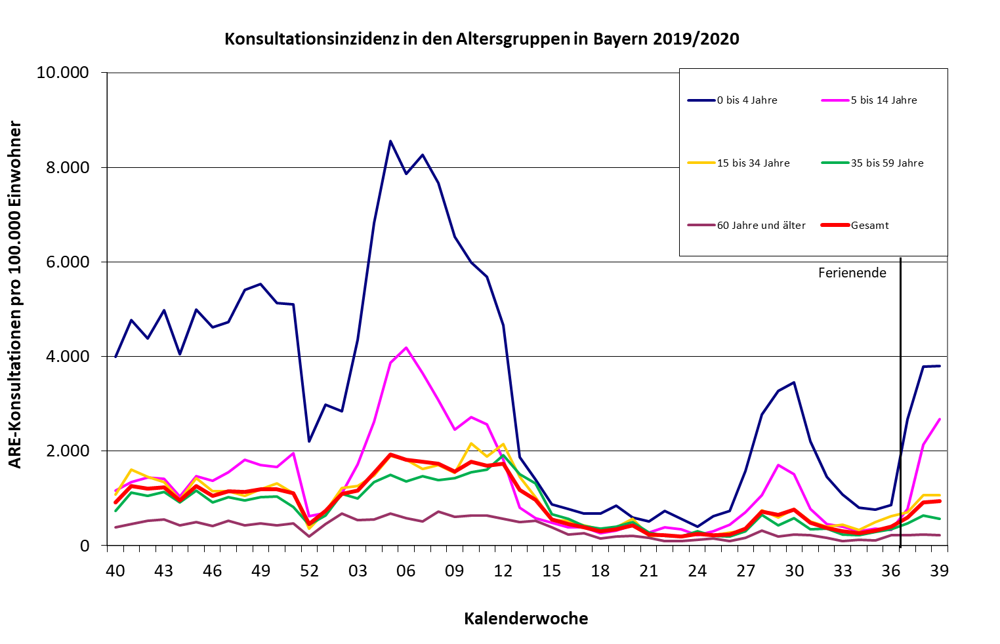 Konsultationsinzidenz in den Altersgruppen in Bayern 2019/2020
ARE-Konsultationen pro 100.000 Einwohner
10.000
8.000
6.000
4.000
2.000
0
0 bis 4 Jahre
5 bis 14 Jahre
15 bis 34 Jahre
35 bis 59 Jahre
60 Jahre und älter
Gesamt
Ferienende
40 43 46 49 52 03 06 09 12 15 18 21 24 27 30 33 36 39
Kalenderwoche